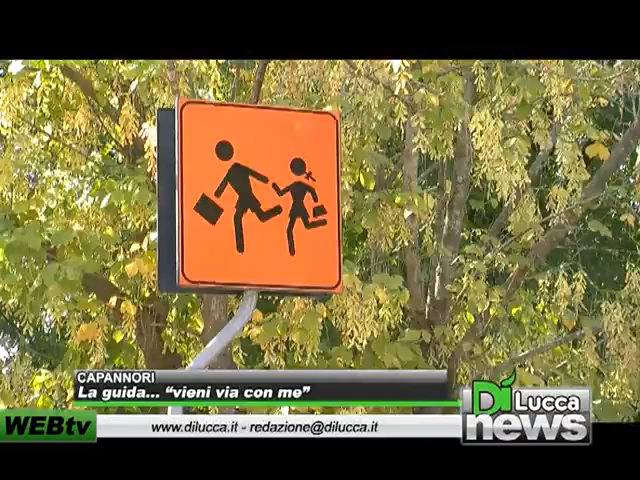 CAPANNORI
La guida... “vieni via con me”
Di Lucca
news
WEBtv
www.dilucca.it - redazione@dilucca.it